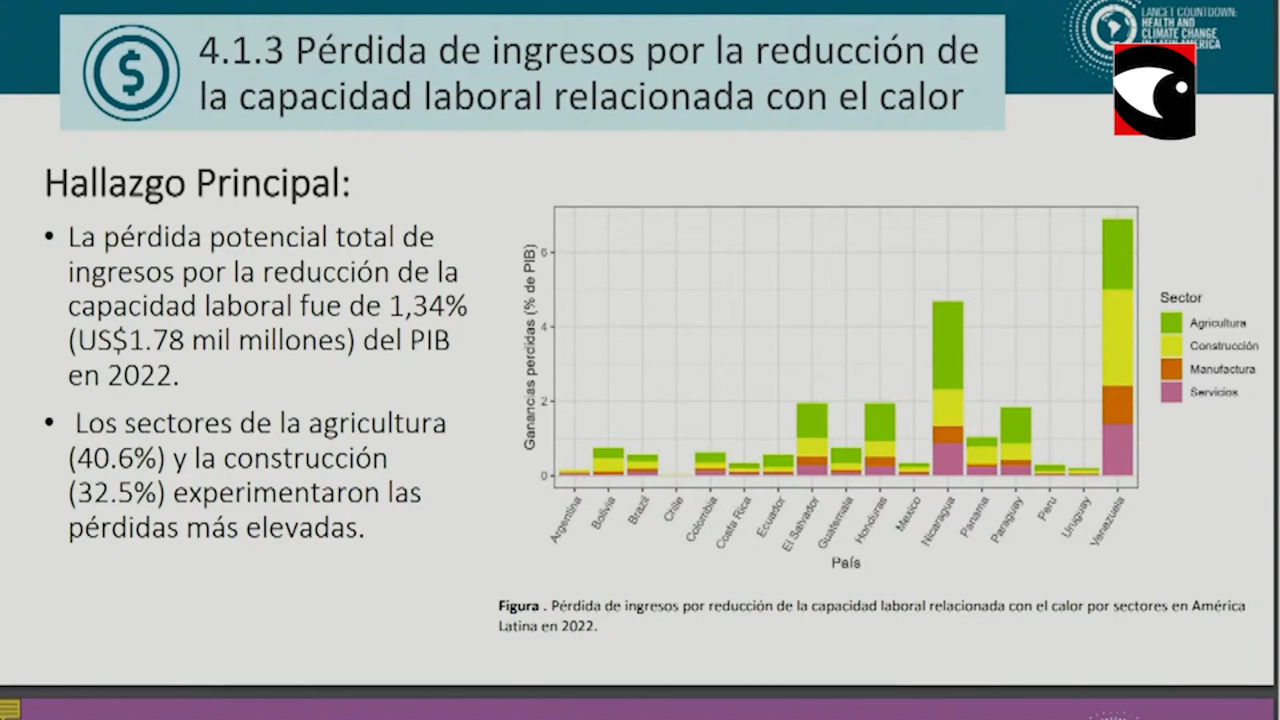 LANCET COUNTDOWN:
HEALTH AND
CLIMATE CHANGE
IN LATIN AMERICA
4.1.3 Pérdida de ingresos por la reducción de
la capacidad laboral relacionada con el calor
$
Hallazgo Principal:
• La pérdida potencial total de
ingresos por la reducción de la
capacidad laboral fue de 1,34%
(US$1.78 mil millones) del PIB
en 2022.
• Los sectores de la agricultura
(40.6%) y la construcción
(32.5%) experimentaron las
pérdidas más elevadas.
Ganancias perdidas (% de PIB)
6
4
2
0
Argentina
Bolivia
Brazil
Chile
Colombia
Costa Rica
Ecuador
El Salvador
Guatemala
Honduras
Mexico
Nicaragua
Panama
Paraguay
Peru
Uruguay
Venezuela
País
Sector
Agricultura
Construcción
Manufactura
Servicios
Figura . Pérdida de ingresos por reducción de la capacidad laboral relacionada con el calor por sectores en América
Latina en 2022.